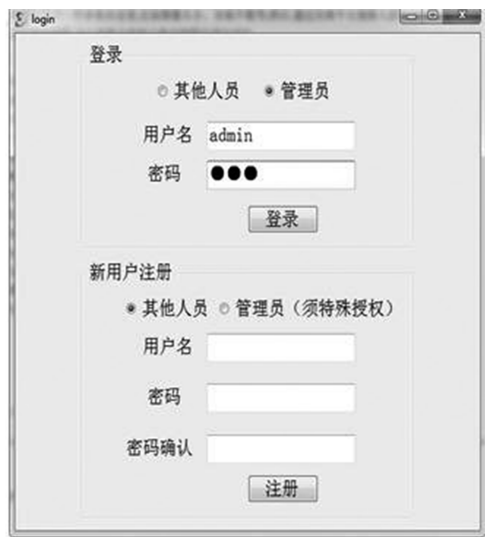 login
登录
其他人员 管理员
用户名 admin
密码 ●●●
登录
新用户注册
其他人员 管理员（须特殊授权）
用户名
密码
密码确认
注册